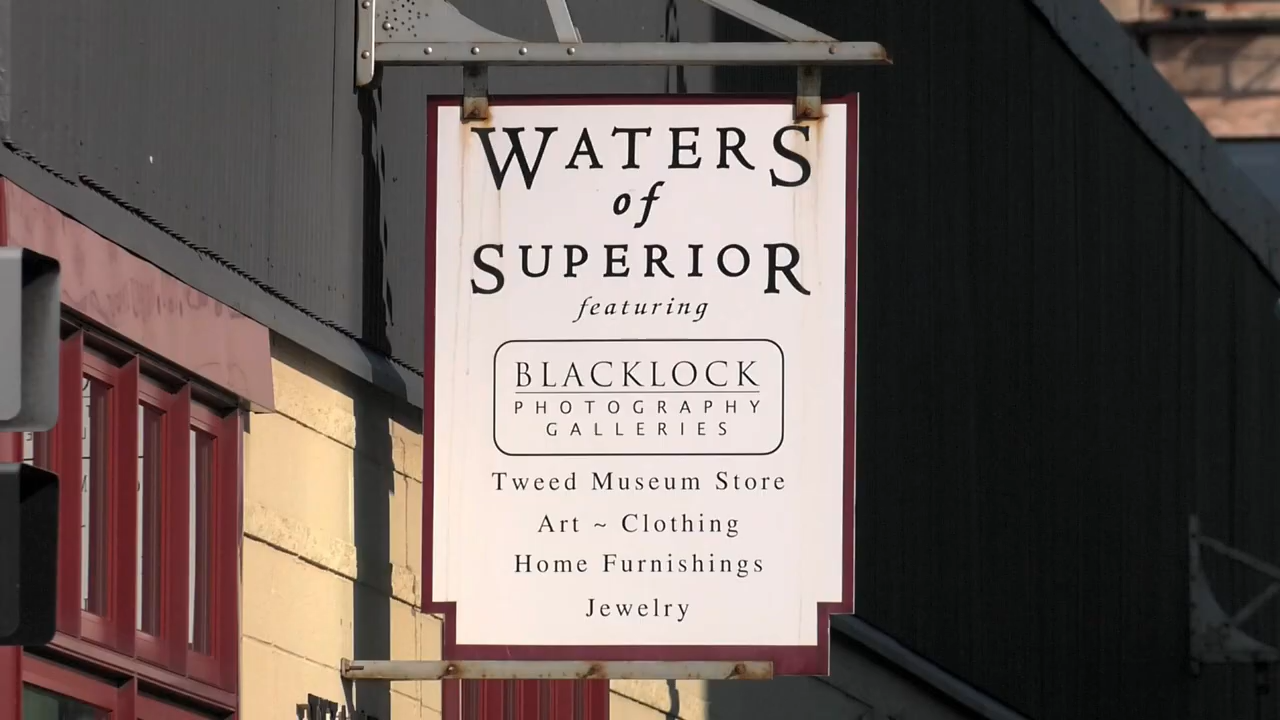 WATERS
of
SUPERIOR
featuring
BLACKLOCK
PHOTOGRAPHY
GALLERIES
Tweed Museum Store
Art ~ Clothing
Home Furnishings
Jewelry